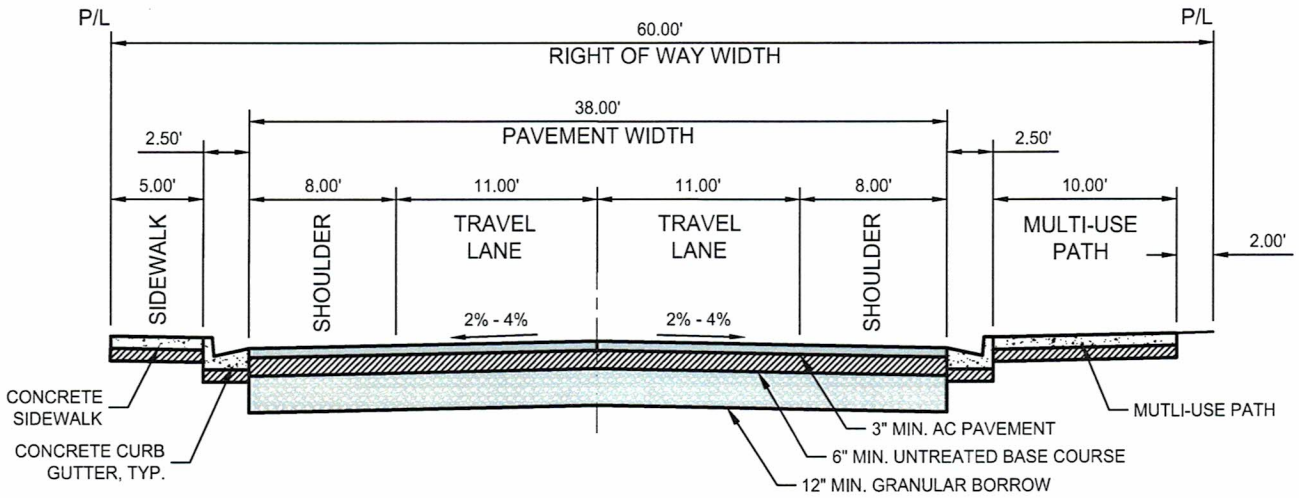 P/L
P/L
60.00'
RIGHT OF WAY WIDTH
38.00'
PAVEMENT WIDTH
2.50'
2.50'
5.00'
8.00'
11.00'
11.00'
8.00'
10.00'
SIDEWALK
SHOULDER
TRAVEL
LANE
TRAVEL
LANE
SHOULDER
MULTI-USE
PATH
2.00'
2% - 4%
2% - 4%
CONCRETE
SIDEWALK
CONCRETE CURB
GUTTER, TYP.
MUTLI-USE PATH
3" MIN. AC PAVEMENT
6" MIN. UNTREATED BASE COURSE
12" MIN. GRANULAR BORROW